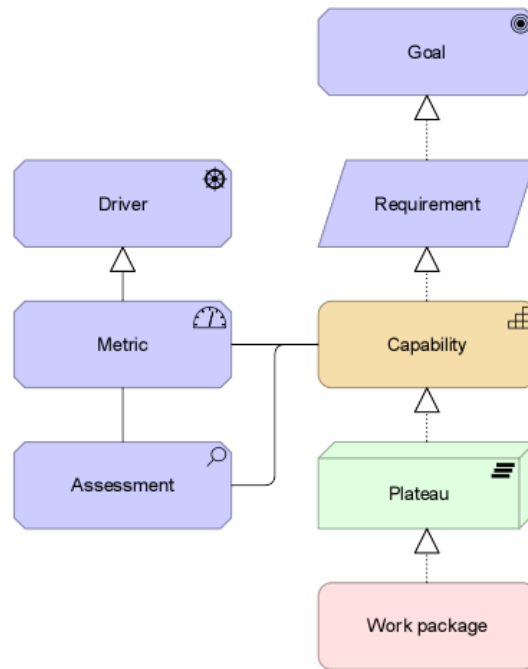 Goal
Driver
Requirement
Metric
Capability
Assessment
Plateau
Work package